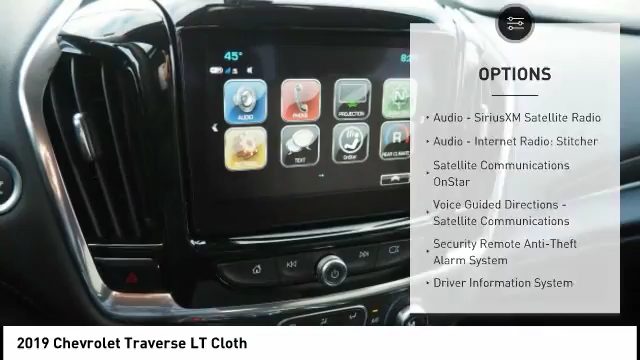 45°
8:
AUDIO
PHONE
PROJECTION
N
TEXT
OnStar
REAR CLIMATE
OPTIONS
Audio - SiriusXM Satellite Radio
Audio - Internet Radio: Stitcher
Satellite Communications
OnStar
Voice Guided Directions -
Satellite Communications
Security Remote Anti-Theft
Alarm System
Driver Information System
2019 Chevrolet Traverse LT Cloth